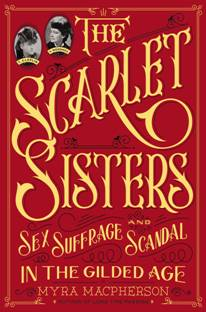 THE
SCARLET
SISTERS
SEX SUFFRAGE AND SCANDAL
IN THE GILDED AGE
MYRA MACPHERSON